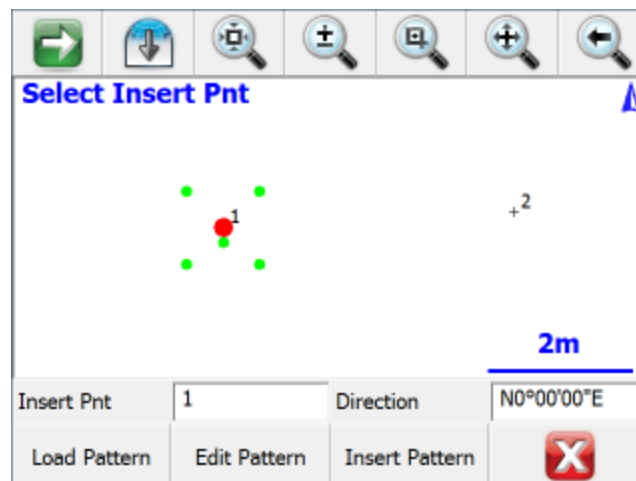 Select Insert Pnt
1
2
2m
Insert Pnt 1 Direction N0°00'00"E
Load Pattern Edit Pattern Insert Pattern